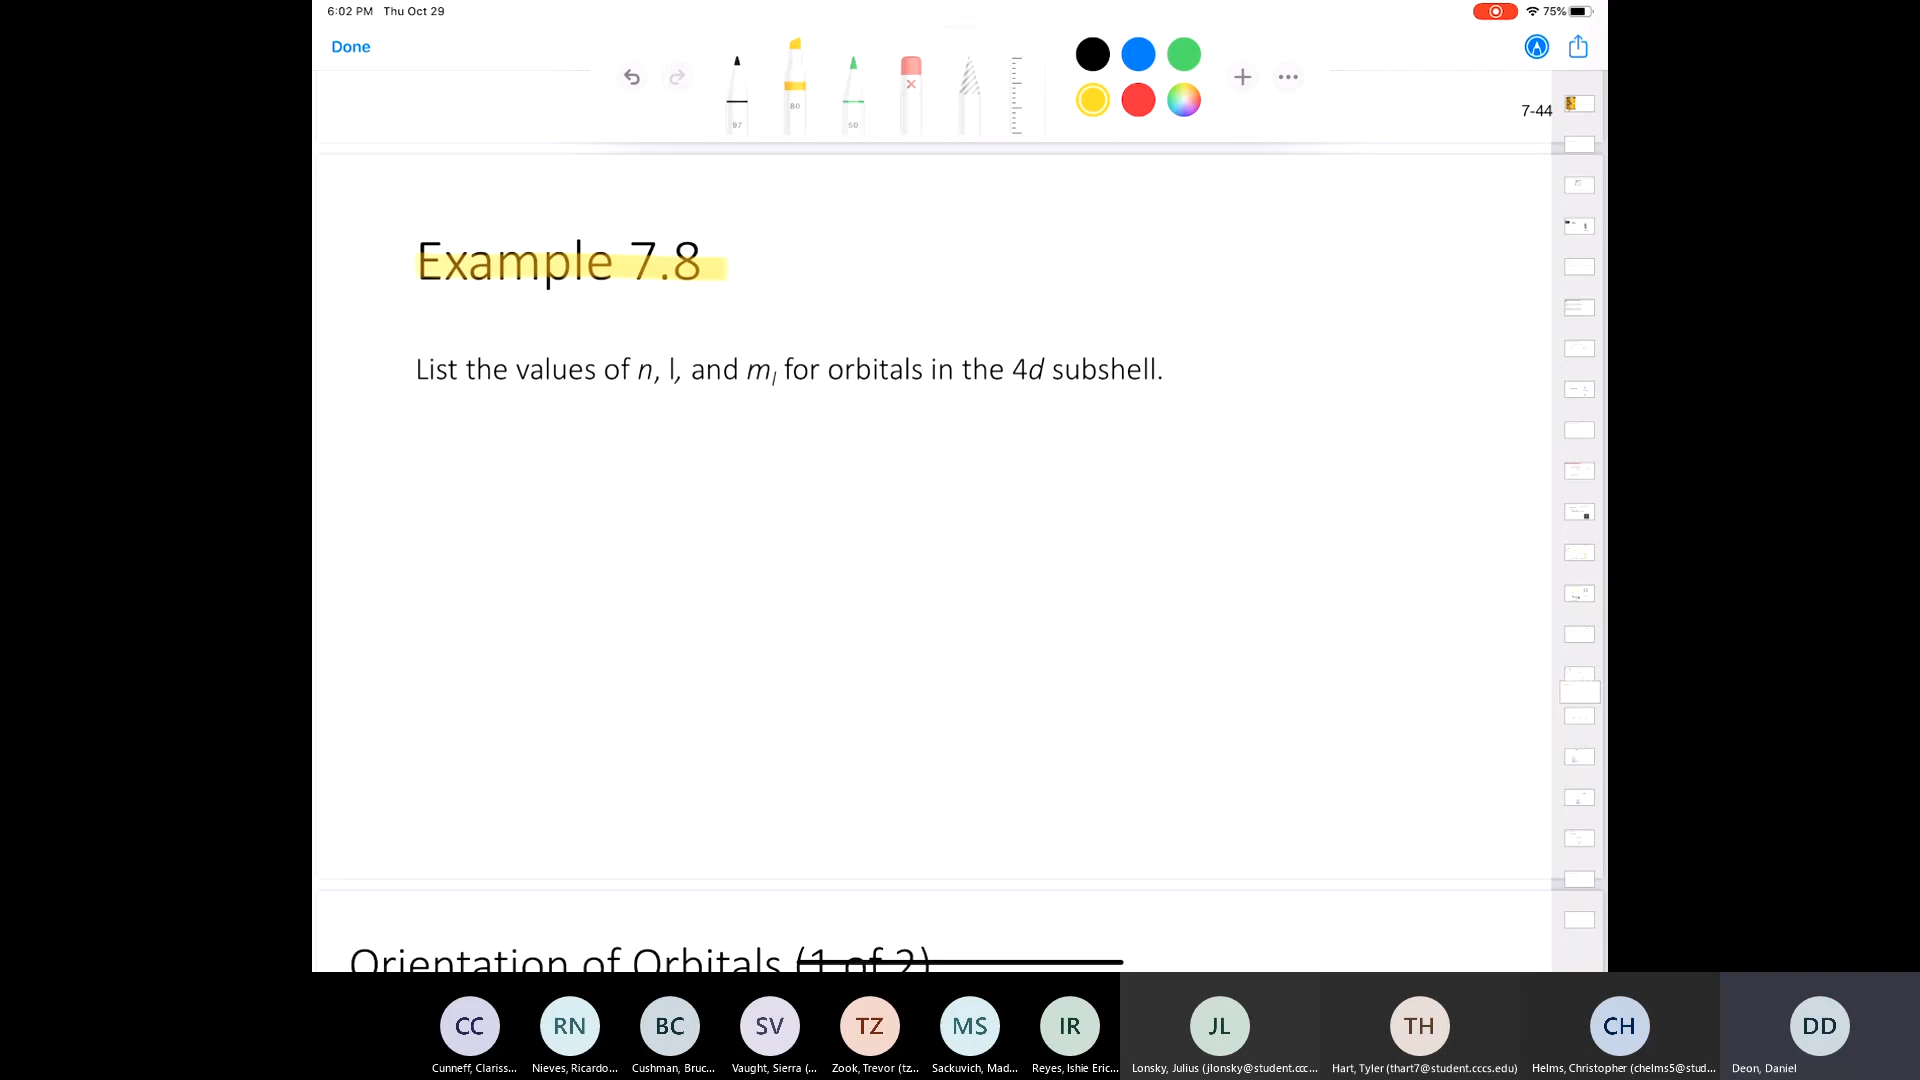 6:02 PM Thu Oct 29
75%
Done
97
80
50
7-44
Example 7.8
List the values of n, l, and ml for orbitals in the 4d subshell.
Orientation of Orbitals (1 of 2)
CC RN BC SV TZ MS IR JL TH CH DD
Cunneff, Clariss... Nieves, Ricardo... Cushman, Bruc... Vaught, Sierra (... Zook, Trevor (tz... Sackuvich, Mad... Reyes, Ishie Eric... Lonsky, Julius (jlonsky@student.ccc... Hart, Tyler (thart7@student.cccs.edu) Helms, Christopher (chelms5@stud... Deon, Daniel